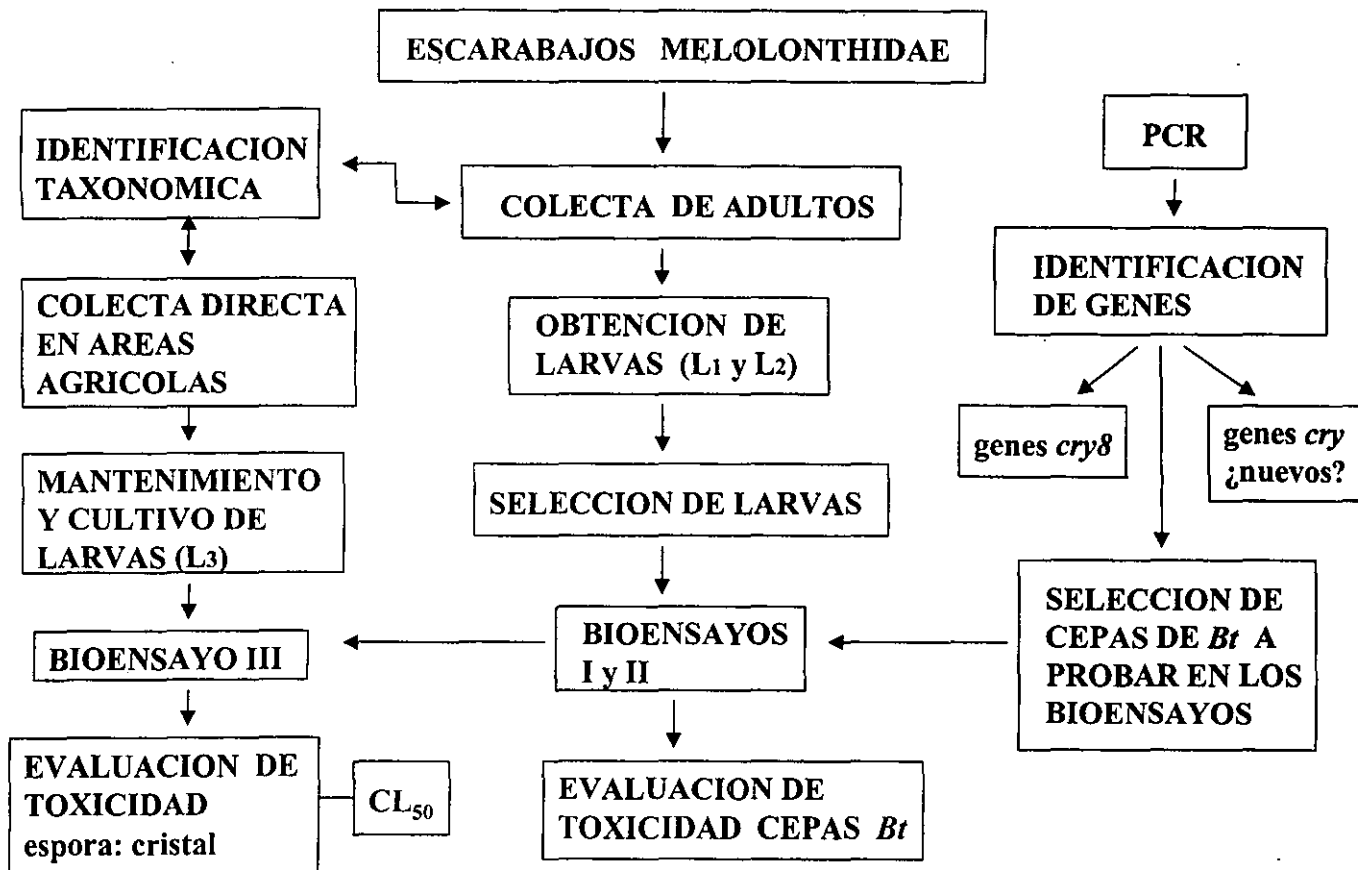 ESCARABAJOS MELOLONTHIDAE
IDENTIFICACION
TAXONOMICA
COLECTA DE ADULTOS
PCR
COLECTA DIRECTA
EN AREAS
AGRICOLAS
OBTENCION DE
LARVAS (L1 y L2)
IDENTIFICACION
DE GENES
genes cry8
genes cry
¿nuevos?
MANTENIMIENTO
Y CULTIVO DE
LARVAS (L3)
SELECCION DE LARVAS
BIOENSAYO III
BIOENSAYOS
I y II
SELECCION DE
CEPAS DE Bt A
PROBAR EN LOS
BIOENSAYOS
EVALUACION DE
TOXICIDAD
espora: cristal
CL50
EVALUACION DE
TOXICIDAD CEPAS Bt